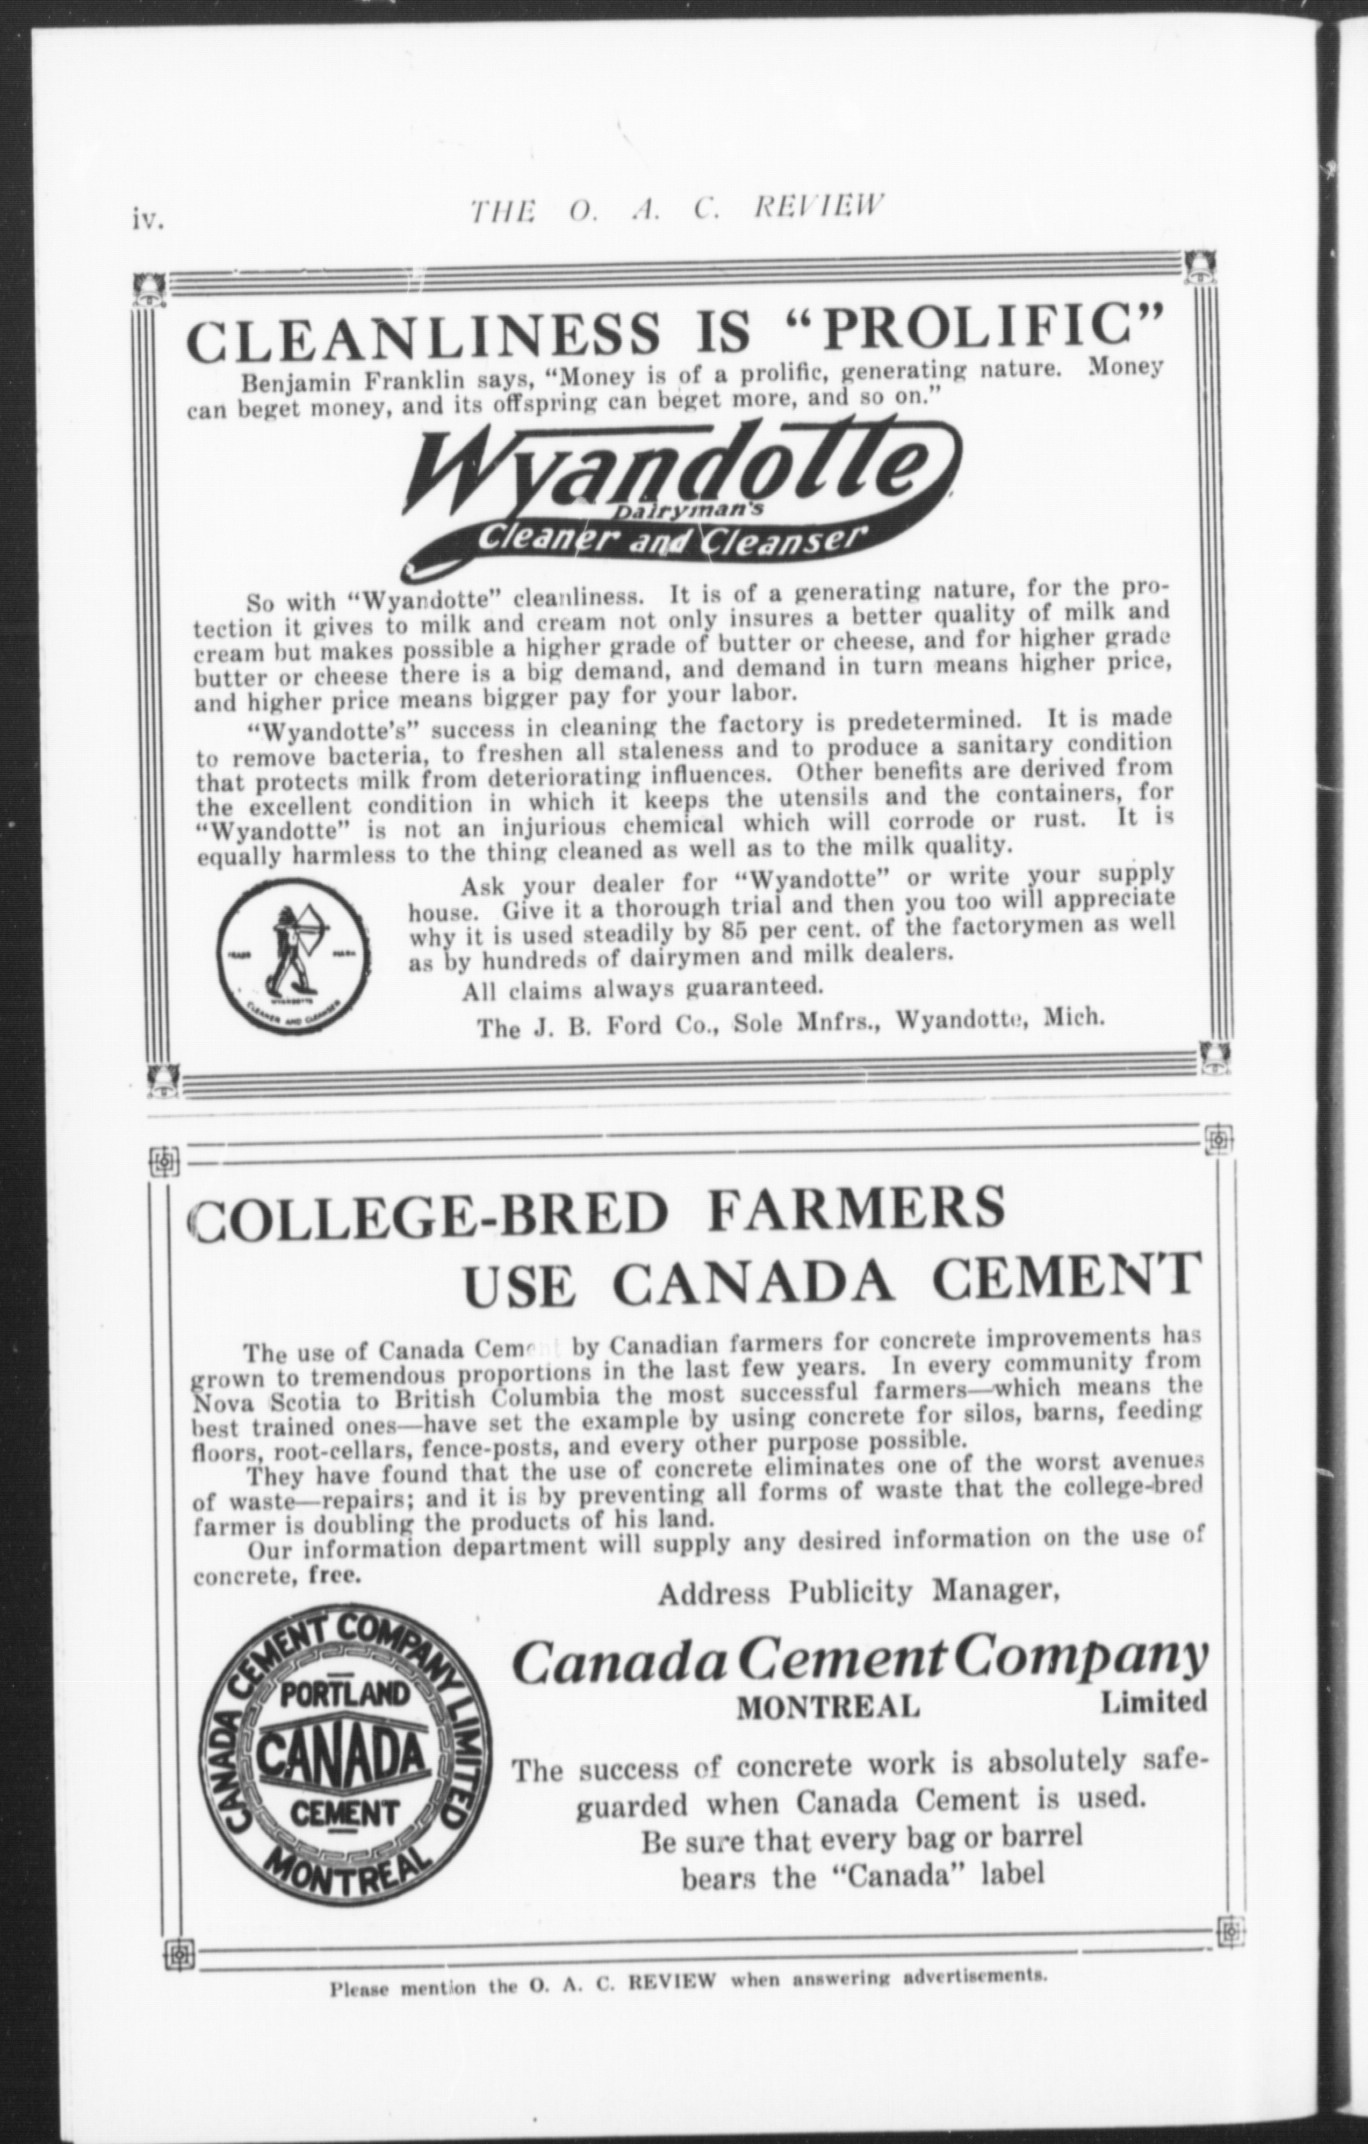 iv.
THE O. A. C. REVIEW
CLEANLINESS IS “PROLIFIC”
Benjamin Franklin says, “Money is of a prolific, generating nature. Money
can beget money, and its offspring can beget more, and so on.”
Wyandotte
Dairyman's
Cleaner and Cleanser
So with “Wyandotte” cleanliness. It is of a generating nature, for the pro-
tection it gives to milk and cream not only insures a better quality of milk and
cream but makes possible a higher grade of butter or cheese, and for higher grade
butter or cheese there is a big demand, and demand in turn means higher price,
and higher price means bigger pay for your labor.
“Wyandotte's” success in cleaning the factory is predetermined. It is made
to remove bacteria, to freshen all staleness and to produce a sanitary condition
that protects milk from deteriorating influences. Other benefits are derived from
the excellent condition in which it keeps the utensils and the containers, for
“Wyandotte” is not an injurious chemical which will corrode or rust. It is
equally harmless to the thing cleaned as well as to the milk quality.
TRADE MARK
WYANDOTTE
CLEANER AND CLEANSER
Ask your dealer for “Wyandotte” or write your supply
house. Give it a thorough trial and then you too will appreciate
why it is used steadily by 85 per cent. of the factorymen as well
as by hundreds of dairymen and milk dealers.
All claims always guaranteed.
The J. B. Ford Co., Sole Mnfrs., Wyandotte, Mich.
COLLEGE-BRED FARMERS
USE CANADA CEMENT
The use of Canada Cement by Canadian farmers for concrete improvements has
grown to tremendous proportions in the last few years. In every community from
Nova Scotia to British Columbia the most successful farmers—which means the
best trained ones—have set the example by using concrete for silos, barns, feeding
floors, root-cellars, fence-posts, and every other purpose possible.
They have found that the use of concrete eliminates one of the worst avenues
of waste—repairs; and it is by preventing all forms of waste that the college-bred
farmer is doubling the products of his land.
Our information department will supply any desired information on the use of
concrete, free.
Address Publicity Manager,
CANADA CEMENT COMPANY LIMITED
PORTLAND
CANADA
CEMENT
MONTREAL
Canada Cement Company
MONTREAL Limited
The success of concrete work is absolutely safe-
guarded when Canada Cement is used.
Be sure that every bag or barrel
bears the “Canada” label
Please mention the O. A. C. REVIEW when answering advertisements.